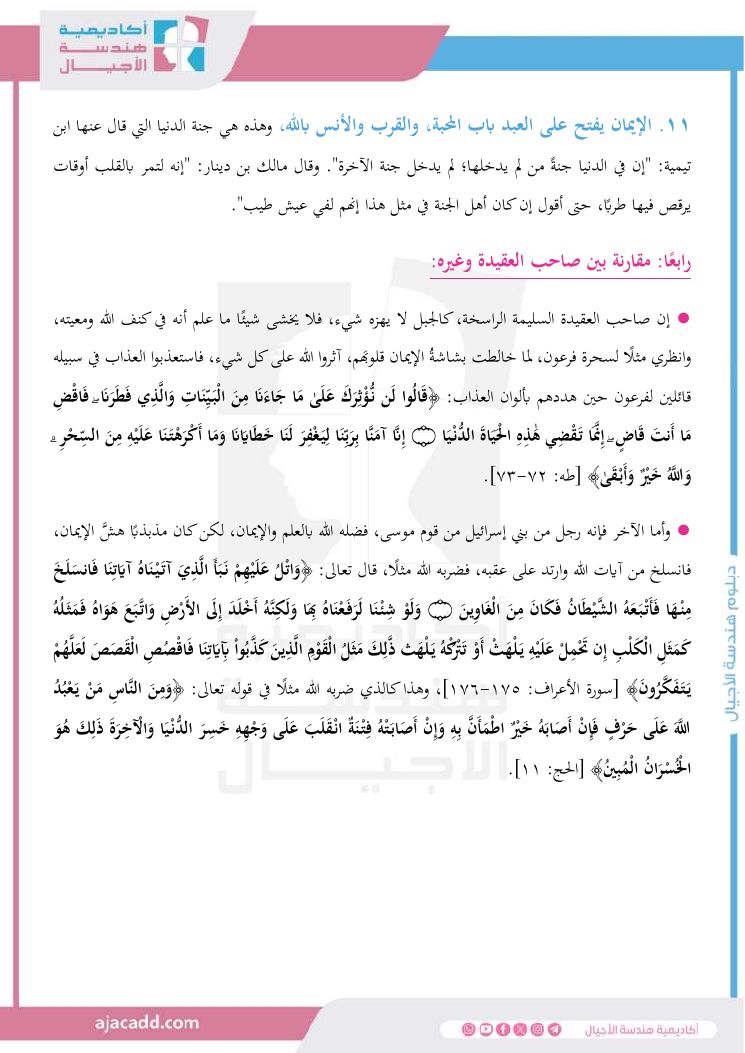 أكاديمية
هندسة
الأجيال
١١. الإيمان يفتح على العبد باب المحبة، والقرب والأنس بالله، وهذه هي جنة الدنيا التي قال عنها ابن
تيمية: "إن في الدنيا جنةً من لم يدخلها؛ لم يدخل جنة الآخرة". وقال مالك بن دينار: "إنه لتمر بالقلب أوقات
يرقص فيها طربًا، حتى أقول إن كان أهل الجنة في مثل هذا إنهم لفي عيش طيب".
رابعًا: مقارنة بين صاحب العقيدة وغيره:
● إن صاحب العقيدة السليمة الراسخة، كالجبل لا يهزه شيء، فلا يخشى شيئًا ما علم أنه في كنف الله ومعيته،
وانظري مثلًا لسحرة فرعون، لما خالطت بشاشةُ الإيمان قلوبهم، آثروا الله على كل شيء، فاستعذبوا العذاب في سبيله
قائلين لفرعون حين هددهم بألوان العذاب: ﴿قَالُوا لَن نُّؤْثِرَكَ عَلَىٰ مَا جَاءَنَا مِنَ الْبَيِّنَاتِ وَالَّذِي فَطَرَنَا ۖ فَاقْضِ
مَا أَنتَ قَاضٍ ۖ إِنَّمَا تَقْضِي هَٰذِهِ الْحَيَاةَ الدُّنْيَا ۝ إِنَّا آمَنَّا بِرَبِّنَا لِيَغْفِرَ لَنَا خَطَايَانَا وَمَا أَكْرَهْتَنَا عَلَيْهِ مِنَ السِّحْرِ ۗ
وَاللَّهُ خَيْرٌ وَأَبْقَىٰ﴾ [طه: ٧٢-٧٣].
● وأما الآخر فإنه رجل من بني إسرائيل من قوم موسى، فضله الله بالعلم والإيمان، لكن كان مذبذبًا هشَّ الإيمان،
فانسلخ من آيات الله وارتد على عقبه، فضربه الله مثلًا، قال تعالى: ﴿وَاتْلُ عَلَيْهِمْ نَبَأَ الَّذِي آتَيْنَاهُ آيَاتِنَا فَانسَلَخَ
مِنْهَا فَأَتْبَعَهُ الشَّيْطَانُ فَكَانَ مِنَ الْغَاوِينَ ۝ وَلَوْ شِئْنَا لَرَفَعْنَاهُ بِهَا وَلَكِنَّهُ أَخْلَدَ إِلَى الأَرْضِ وَاتَّبَعَ هَوَاهُ فَمَثَلُهُ
كَمَثَلِ الْكَلْبِ إِن تَحْمِلْ عَلَيْهِ يَلْهَثْ أَوْ تَتْرُكْهُ يَلْهَث ذَّلِكَ مَثَلُ الْقَوْمِ الَّذِينَ كَذَّبُواْ بِآيَاتِنَا فَاقْصُصِ الْقَصَصَ لَعَلَّهُمْ
يَتَفَكَّرُونَ﴾ [سورة الأعراف: ١٧٥-١٧٦]، وهذا كالذي ضربه الله مثلًا في قوله تعالى: ﴿وَمِنَ النَّاسِ مَنْ يَعْبُدُ
اللَّهَ عَلَى حَرْفٍ فَإِنْ أَصَابَهُ خَيْرٌ اطْمَأَنَّ بِهِ وَإِنْ أَصَابَتْهُ فِتْنَةٌ انْقَلَبَ عَلَى وَجْهِهِ خَسِرَ الدُّنْيَا وَالْآخِرَةَ ذَلِكَ هُوَ
الْخُسْرَانُ الْمُبِينُ﴾ [الحج: ١١].
أكاديمية
هندسة
الأجيال
دبلوم هندسة الأجيال
ajacadd.com
أكاديمية هندسة الأجيال